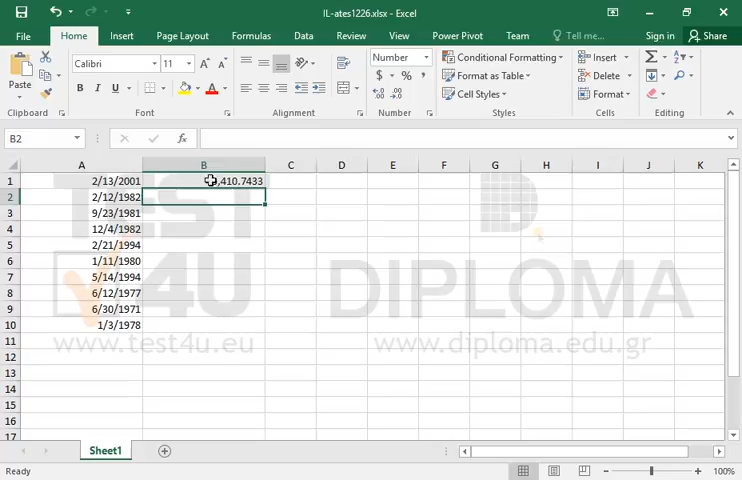 IL-ates1226.xlsx - Excel
File Home Insert Page Layout Formulas Data Review View Power Pivot Team Tell me... Sign in Share
Paste
Calibri 11
B I U
A
Number
$ % ,
Conditional Formatting
Format as Table
Cell Styles
Insert
Delete
Format
Clipboard Font Alignment Number Styles Cells Editing
B2 fx
A B C D E F G H I J K
1 2/13/2001 ,410.7433
2 2/12/1982
3 9/23/1981
4 12/4/1982
5 2/21/1994
6 1/11/1980
7 5/14/1994
8 6/12/1977
9 6/30/1971
10 1/3/1978
11
12
13
14
15
16
17
TEST
4U
www.test4u.eu
D
DIPLOMA
www.diploma.edu.gr
Sheet1
Ready 100%